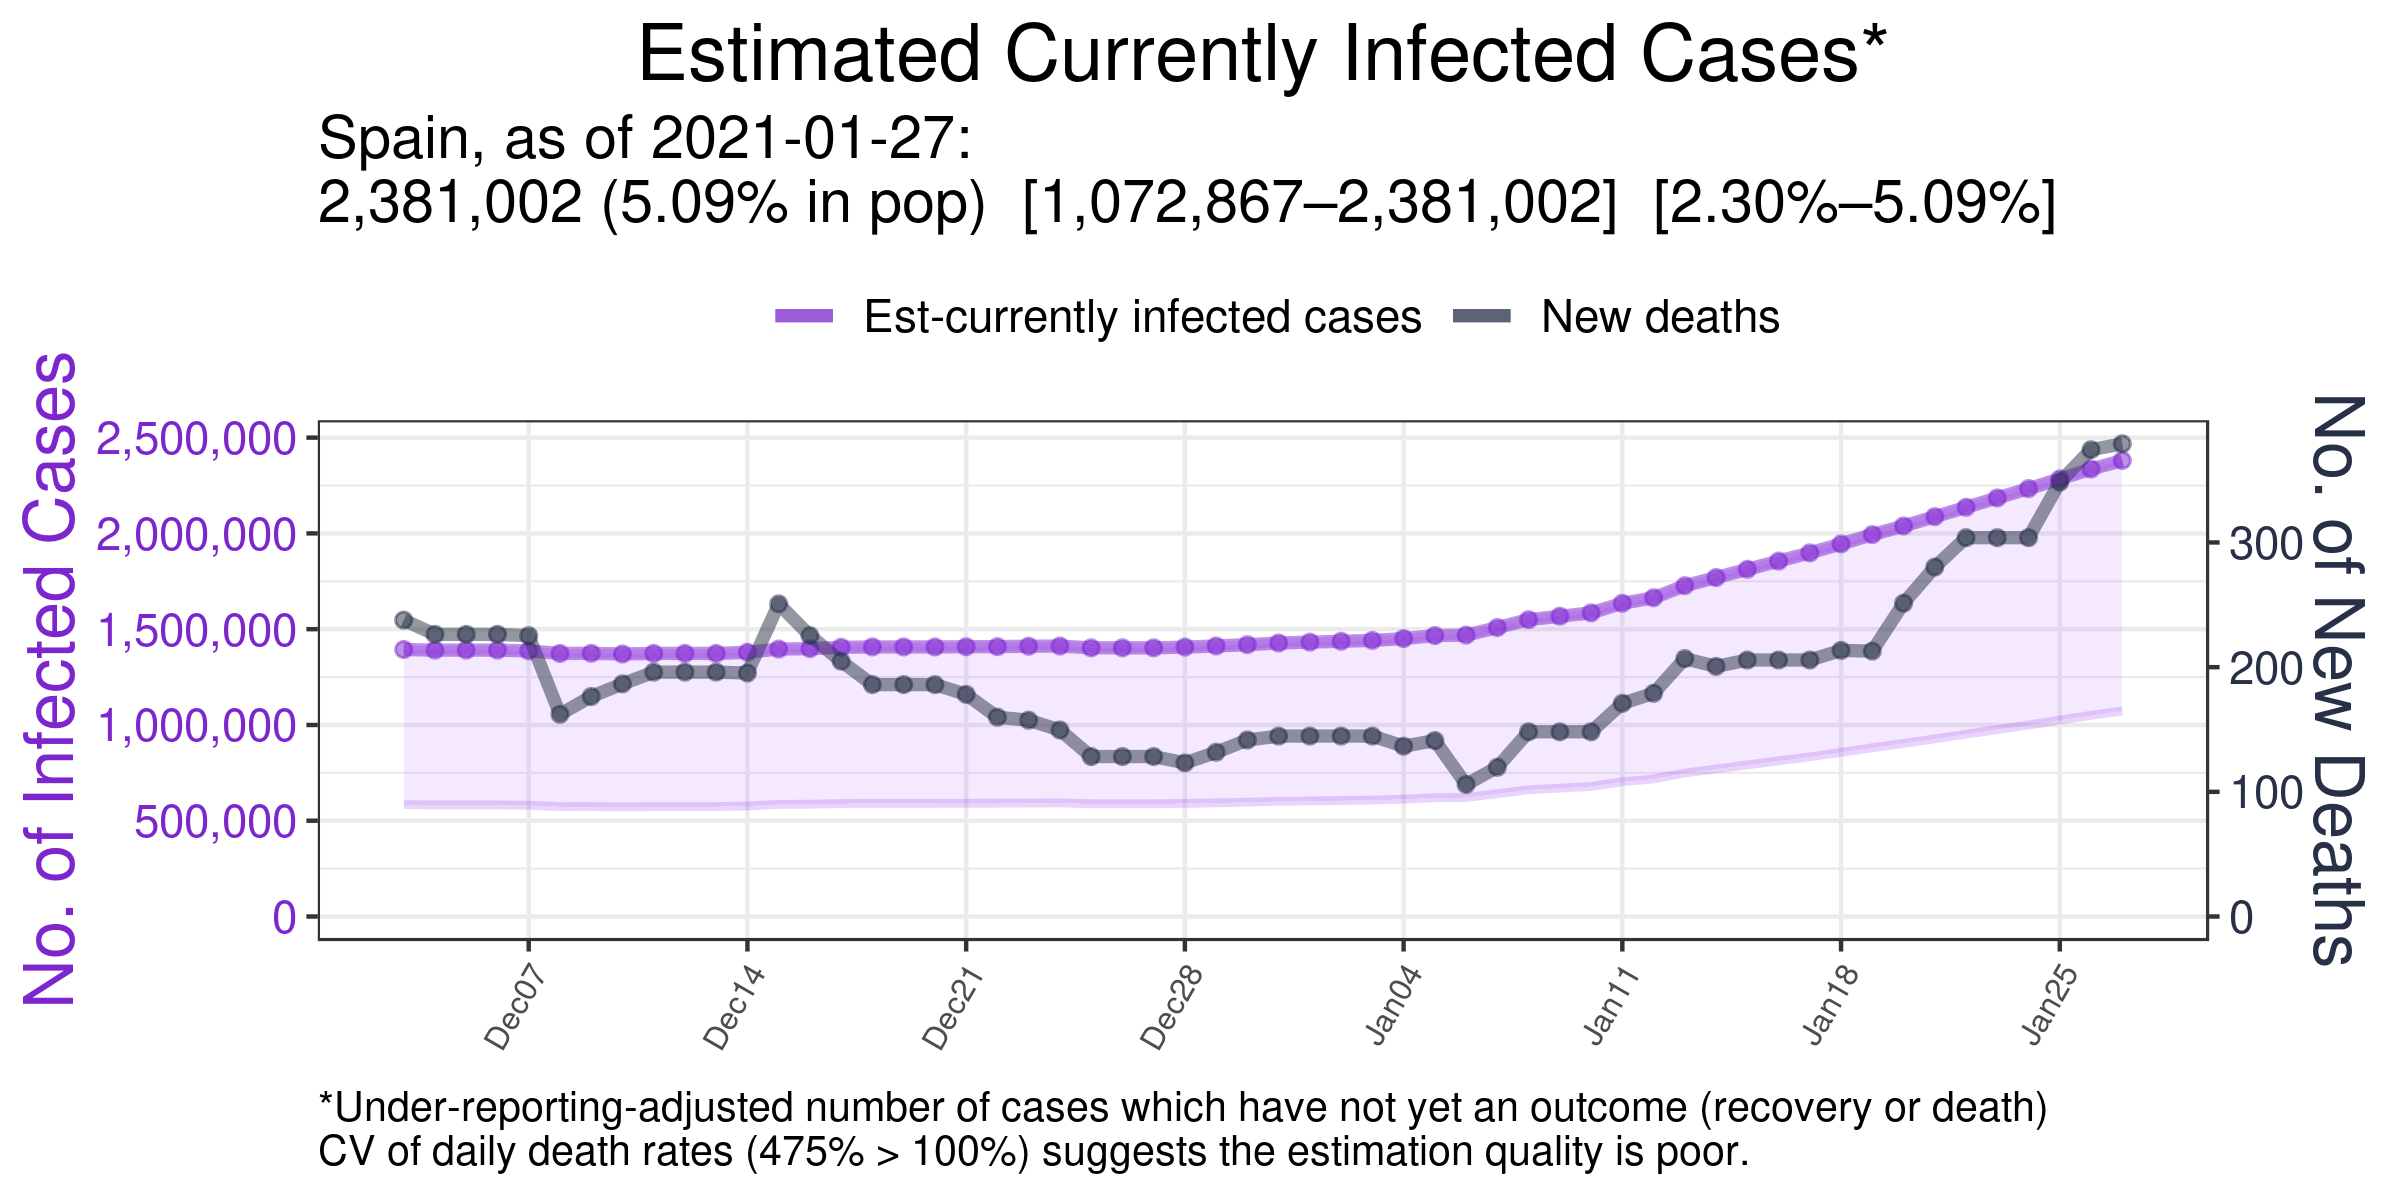 Estimated Currently Infected Cases*
Spain, as of 2021-01-27:
2,381,002 (5.09% in pop) [1,072,867–2,381,002] [2.30%–5.09%]
Est-currently infected cases
New deaths
No. of Infected Cases
2,500,000
2,000,000
1,500,000
1,000,000
500,000
0
No. of New Deaths
300
200
100
0
Dec07
Dec14
Dec21
Dec28
Jan04
Jan11
Jan18
Jan25
*Under-reporting-adjusted number of cases which have not yet an outcome (recovery or death)
CV of daily death rates (475% > 100%) suggests the estimation quality is poor.